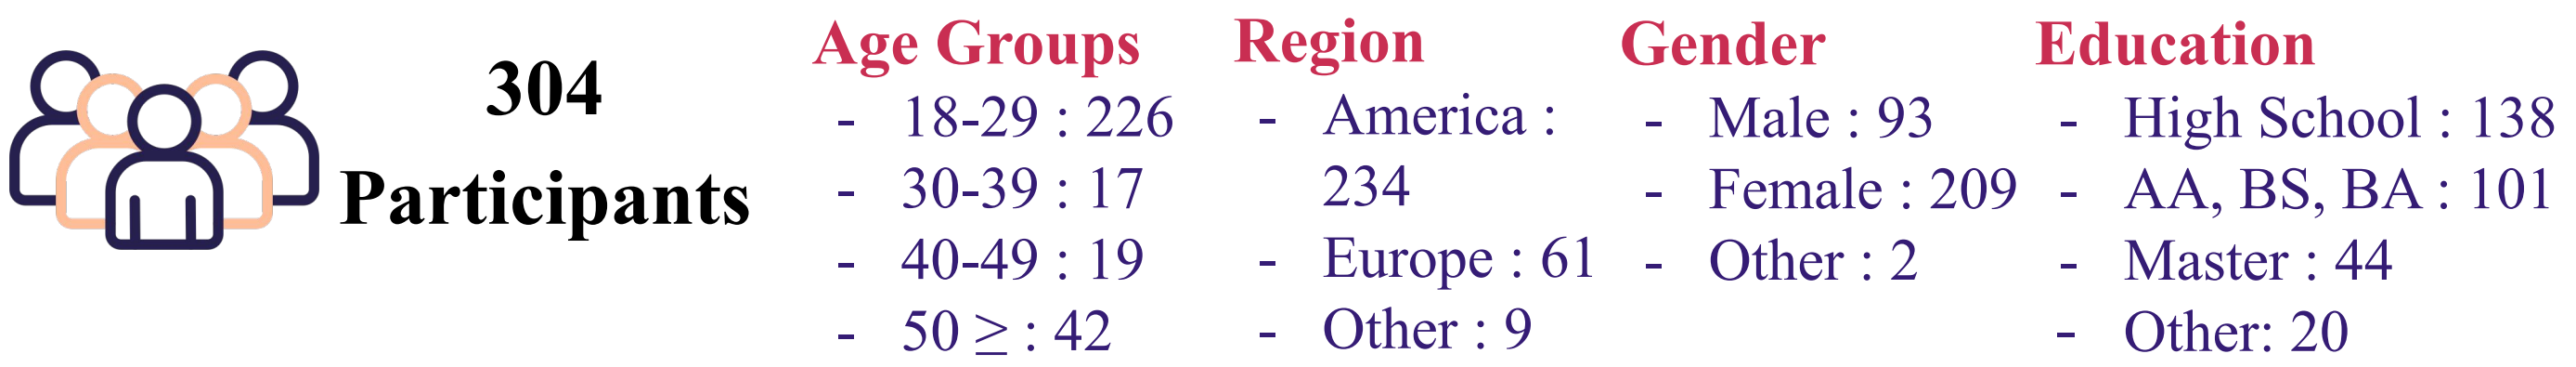 304
Participants
Age Groups
- 18-29 : 226
- 30-39 : 17
- 40-49 : 19
- 50 ≥ : 42
Region
- America :
234
- Europe : 61
- Other : 9
Gender
- Male : 93
- Female : 209
- Other : 2
Education
- High School : 138
- AA, BS, BA : 101
- Master : 44
- Other: 20